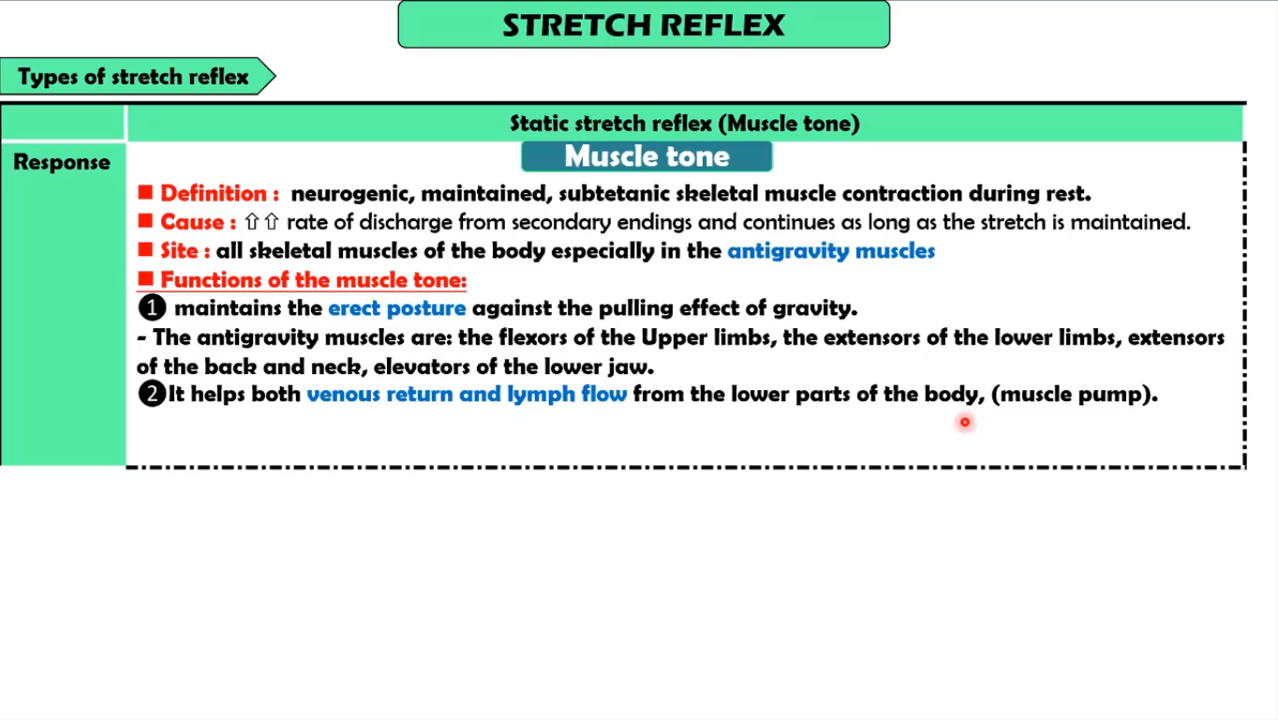 STRETCH REFLEX
Types of stretch reflex
Static stretch reflex (Muscle tone)
Response
Muscle tone
■ Definition : neurogenic, maintained, subtetanic skeletal muscle contraction during rest.
■ Cause : ⇧⇧ rate of discharge from secondary endings and continues as long as the stretch is maintained.
■ Site : all skeletal muscles of the body especially in the antigravity muscles
■ Functions of the muscle tone:
❶ maintains the erect posture against the pulling effect of gravity.
- The antigravity muscles are: the flexors of the Upper limbs, the extensors of the lower limbs, extensors
of the back and neck, elevators of the lower jaw.
❷It helps both venous return and lymph flow from the lower parts of the body, (muscle pump).